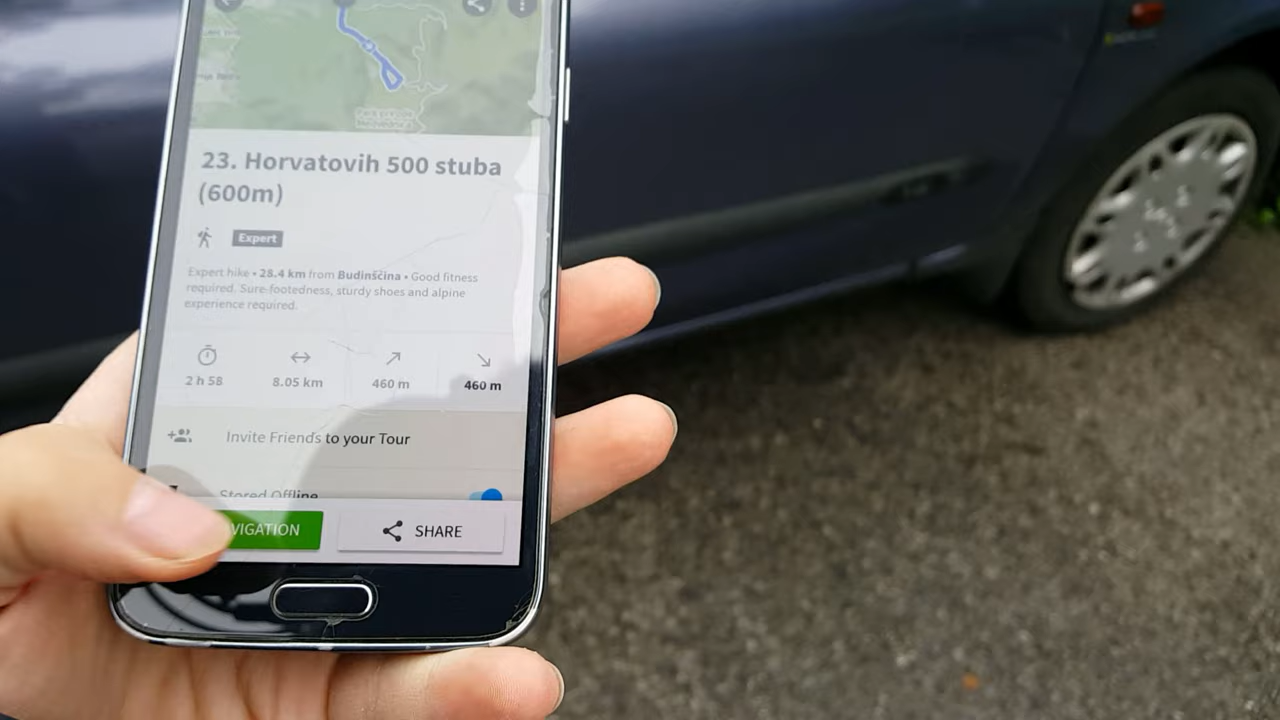 23. Horvatovih 500 stuba
(600m)
Expert
Expert hike • 28.4 km from Budinščina • Good fitness
required. Sure-footedness, sturdy shoes and alpine
experience required.
2 h 58
8.05 km
460 m
460 m
Invite Friends to your Tour
Stored Offline
VIGATION
SHARE